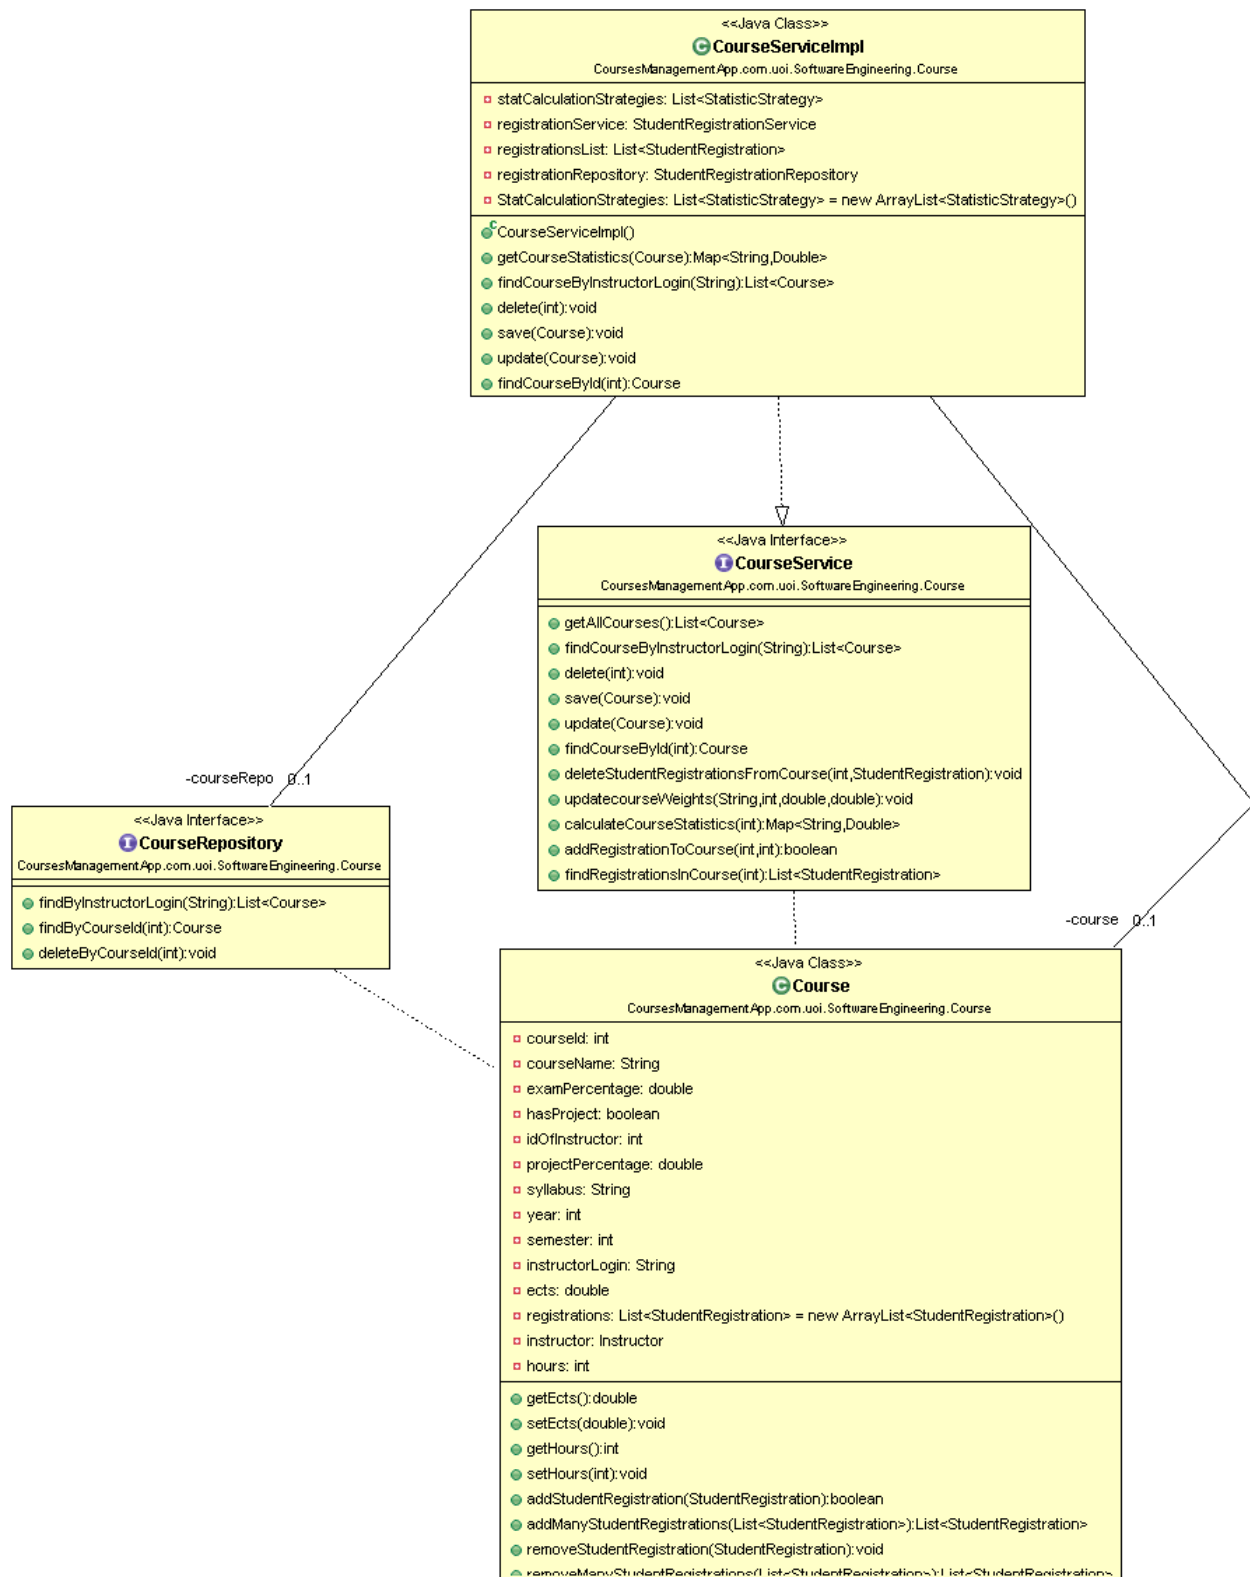 <<Java Class>>
CourseServiceImpl
CoursesManagementApp.com.uoi.SoftwareEngineering.Course
statCalculationStrategies: List<StatisticStrategy>
registrationService: StudentRegistrationService
registrationsList: List<StudentRegistration>
registrationRepository: StudentRegistrationRepository
StatCalculationStrategies: List<StatisticStrategy> = new ArrayList<StatisticStrategy>()
CourseServiceImpl()
getCourseStatistics(Course):Map<String,Double>
findCourseByInstructorLogin(String):List<Course>
delete(int):void
save(Course):void
update(Course):void
findCourseById(int):Course
<<Java Interface>>
CourseService
CoursesManagementApp.com.uoi.SoftwareEngineering.Course
getAllCourses():List<Course>
findCourseByInstructorLogin(String):List<Course>
delete(int):void
save(Course):void
update(Course):void
findCourseById(int):Course
deleteStudentRegistrationsFromCourse(int,StudentRegistration):void
updatecourseWeights(String,int,double,double):void
calculateCourseStatistics(int):Map<String,Double>
addRegistrationToCourse(int,int):boolean
findRegistrationsInCourse(int):List<StudentRegistration>
-courseRepo 0..1
<<Java Interface>>
CourseRepository
CoursesManagementApp.com.uoi.SoftwareEngineering.Course
findByInstructorLogin(String):List<Course>
findByCourseId(int):Course
deleteByCourseId(int):void
-course 0..1
<<Java Class>>
Course
CoursesManagementApp.com.uoi.SoftwareEngineering.Course
courseId: int
courseName: String
examPercentage: double
hasProject: boolean
idOfInstructor: int
projectPercentage: double
syllabus: String
year: int
semester: int
instructorLogin: String
ects: double
registrations: List<StudentRegistration> = new ArrayList<StudentRegistration>()
instructor: Instructor
hours: int
getEcts():double
setEcts(double):void
getHours():int
setHours(int):void
addStudentRegistration(StudentRegistration):boolean
addManyStudentRegistrations(List<StudentRegistration>):List<StudentRegistration>
removeStudentRegistration(StudentRegistration):void
removeManyStudentRegistrations(List<StudentRegistration>):List<StudentRegistration>